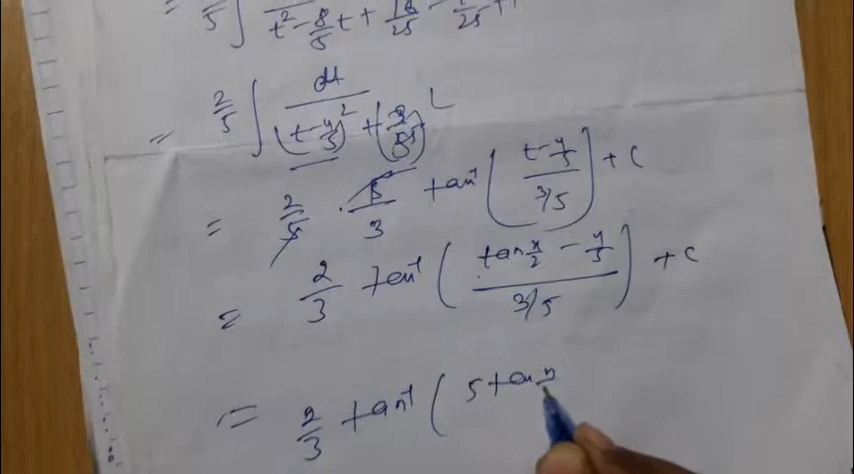 = 2/5 ∫ / t² - 8/5 t + 16/25 - /25 + 1
= 2/5 ∫ dt / (t - 4/5)² + (3/5)²
= 2/5 · 5/3 tan⁻¹ ( t - 4/5 / 3/5 ) + C
= 2/3 tan⁻¹ ( tan x/2 - 4/5 / 3/5 ) + C
= 2/3 tan⁻¹ ( 5 tan x